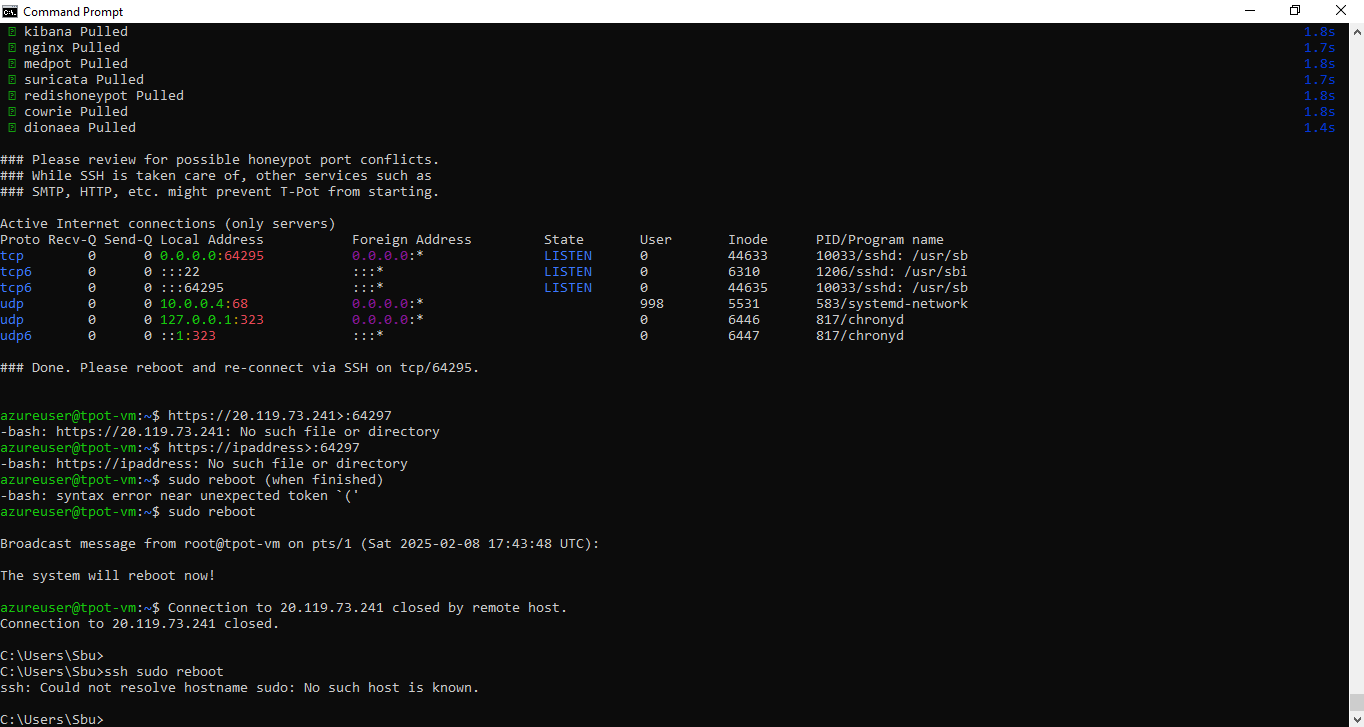 Command Prompt
kibana Pulled 1.8s
nginx Pulled 1.7s
medpot Pulled 1.8s
suricata Pulled 1.7s
redishoneypot Pulled 1.8s
cowrie Pulled 1.8s
dionaea Pulled 1.4s
### Please review for possible honeypot port conflicts.
### While SSH is taken care of, other services such as
### SMTP, HTTP, etc. might prevent T-Pot from starting.
Active Internet connections (only servers)
Proto Recv-Q Send-Q Local Address Foreign Address State User Inode PID/Program name
tcp 0 0 0.0.0.0:64295 0.0.0.0:* LISTEN 0 44633 10033/sshd: /usr/sb
tcp6 0 0 :::22 :::* LISTEN 0 6310 1206/sshd: /usr/sbi
tcp6 0 0 :::64295 :::* LISTEN 0 44635 10033/sshd: /usr/sb
udp 0 0 10.0.0.4:68 0.0.0.0:* 998 5531 583/systemd-network
udp 0 0 127.0.0.1:323 0.0.0.0:* 0 6446 817/chronyd
udp6 0 0 ::1:323 :::* 0 6447 817/chronyd
### Done. Please reboot and re-connect via SSH on tcp/64295.
azureuser@tpot-vm:~$ https://20.119.73.241>:64297
-bash: https://20.119.73.241: No such file or directory
azureuser@tpot-vm:~$ https://ipaddress>:64297
-bash: https://ipaddress: No such file or directory
azureuser@tpot-vm:~$ sudo reboot (when finished)
-bash: syntax error near unexpected token `('
azureuser@tpot-vm:~$ sudo reboot
Broadcast message from root@tpot-vm on pts/1 (Sat 2025-02-08 17:43:48 UTC):
The system will reboot now!
azureuser@tpot-vm:~$ Connection to 20.119.73.241 closed by remote host.
Connection to 20.119.73.241 closed.
C:\Users\Sbu>
C:\Users\Sbu>ssh sudo reboot
ssh: Could not resolve hostname sudo: No such host is known.
C:\Users\Sbu>